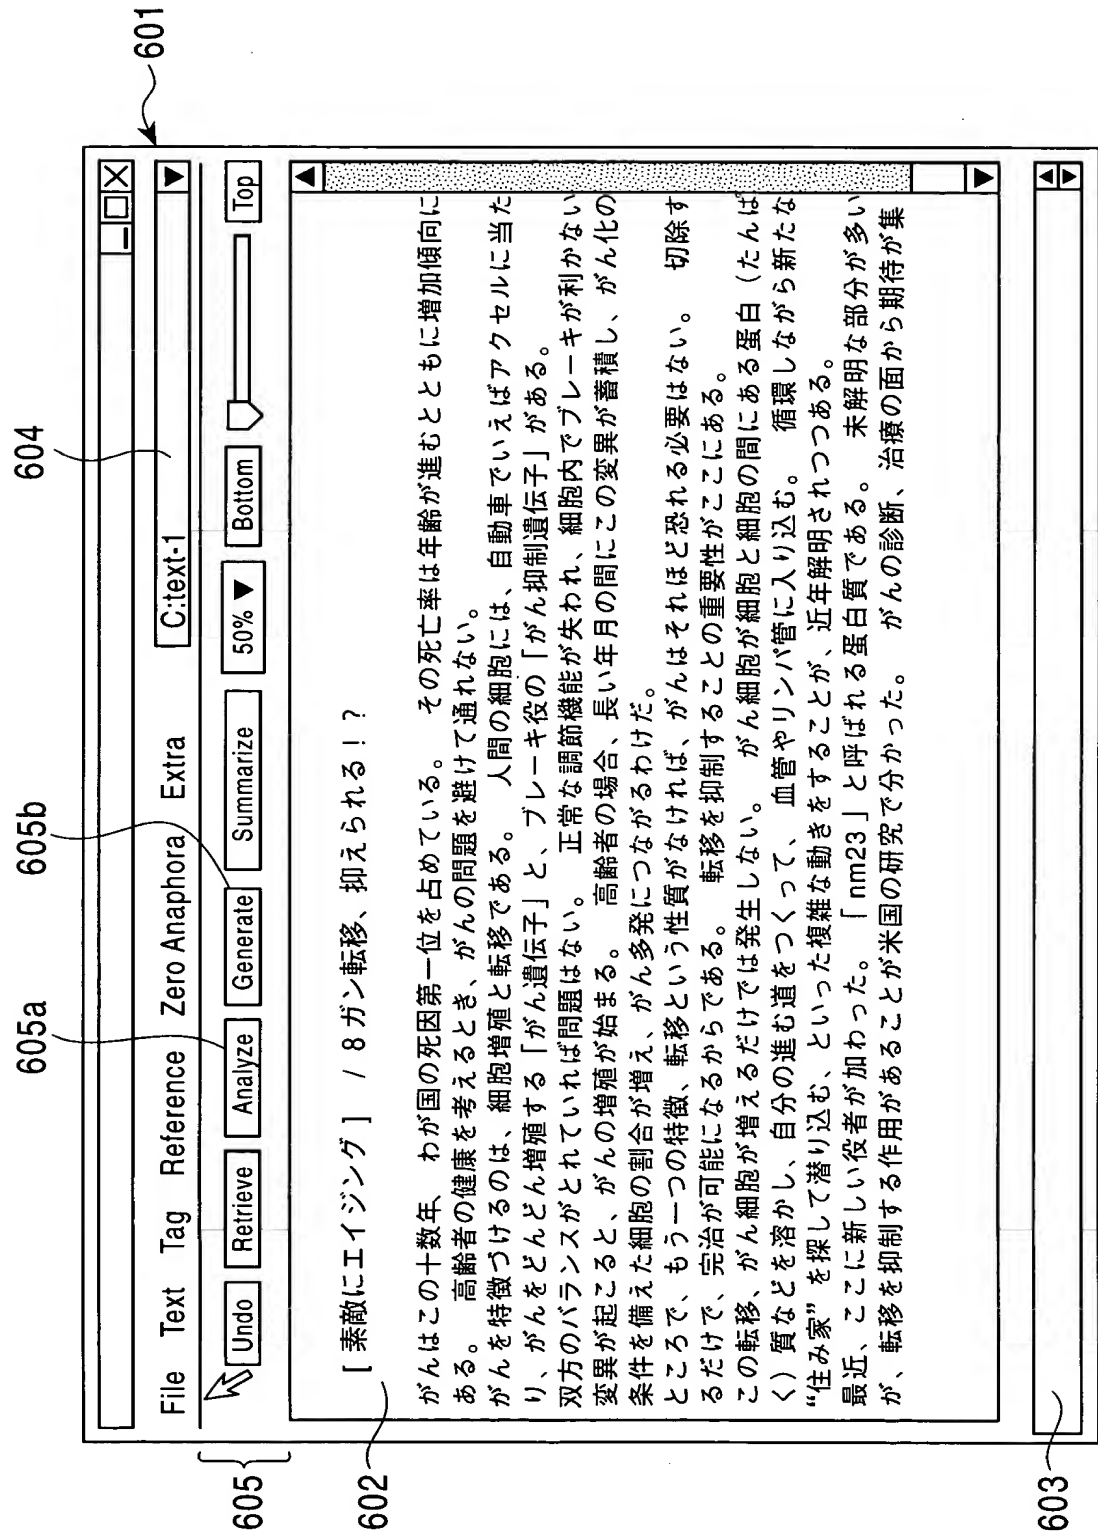 604
601
605a
605b
File Text Tag Reference Zero Anaphora Extra
C:text-1
605
Undo Retrieve Analyze Generate Summarize 50% ▼ Bottom Top
602
[ 素敵にエイジング ] / 8 ガン転移、抑えられる!?
がんはこの十数年、 わが国の死因第一位を占めている。 その死亡率は年齢が進むとともに増加傾向に
ある。 高齢者の健康を考えるとき、がんの問題を避けて通れない。
がんを特徴づけるのは、細胞増殖と転移である。 人間の細胞には、自動車でいえばアクセルに当た
り、がんをどんどん増殖する「がん遺伝子」と、ブレーキ役の「がん抑制遺伝子」がある。
双方のバランスがとれていれば問題はない。 正常な調節機能が失われ、細胞内でブレーキが利かない
変異が起こると、がんの増殖が始まる。 高齢者の場合、長い年月の間にこの変異が蓄積し、がん化の
条件を備えた細胞の割合が増え、がん多発につながるわけだ。
ところで、もう一つの特徴、転移という性質がなければ、がんはそれほど恐れる必要はない。 切除す
るだけで、完治が可能になるからである。 転移を抑制することの重要性がここにある。
この転移、がん細胞が増えるだけでは発生しない。 がん細胞が細胞と細胞の間にある蛋白(たんぱ
く)質などを溶かし、自分の進む道をつくって、 血管やリンパ管に入り込む。 循環しながら新たな
“住み家”を探して潜り込む、といった複雑な動きをすることが、近年解明されつつある。
最近、ここに新しい役者が加わった。 「nm23」と呼ばれる蛋白質である。 未解明な部分が多い
が、転移を抑制する作用があることが米国の研究で分かった。 がんの診断、治療の面から期待が集
603